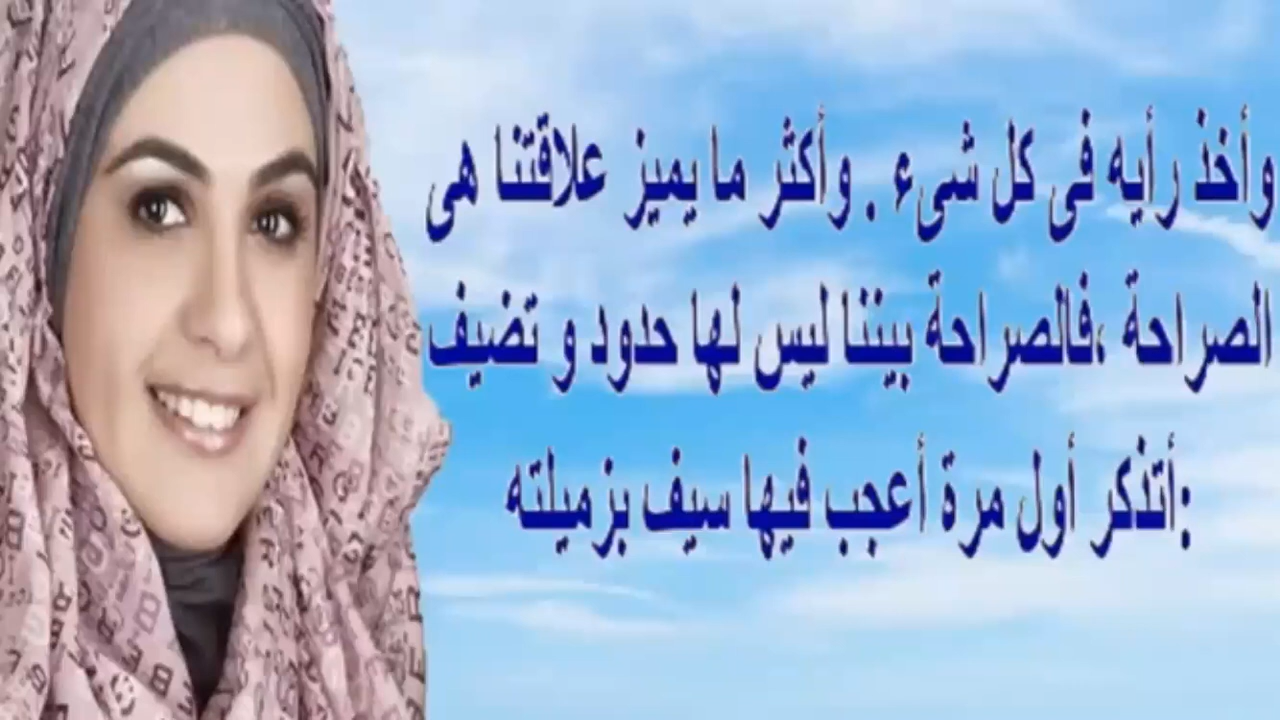 وأخذ رأيه فى كل شىء . وأكثر ما يميز علاقتنا هى
الصراحة ،فالصراحة بيننا ليس لها حدود و تضيف
:أتذكر أول مرة أعجب فيها سيف بزميلته